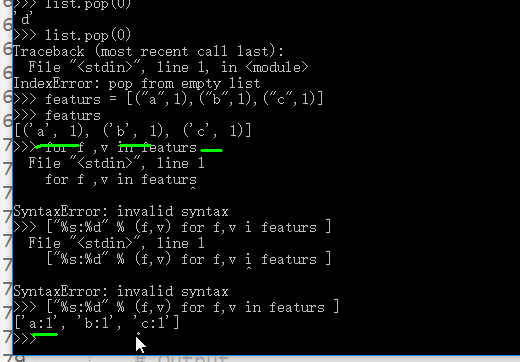 >>> list.pop(0)
'd'
>>> list.pop(0)
Traceback (most recent call last):
  File "<stdin>", line 1, in <module>
IndexError: pop from empty list
>>> featurs = [("a",1),("b",1),("c",1)]
>>> featurs
[('a', 1), ('b', 1), ('c', 1)]
>>> for f ,v in featurs
  File "<stdin>", line 1
    for f ,v in featurs
                      ^
SyntaxError: invalid syntax
>>> ["%s:%d" % (f,v) for f,v i featurs ]
  File "<stdin>", line 1
    ["%s:%d" % (f,v) for f,v i featurs ]
                             ^
SyntaxError: invalid syntax
>>> ["%s:%d" % (f,v) for f,v in featurs ]
['a:1', 'b:1', 'c:1']
>>>
# Output